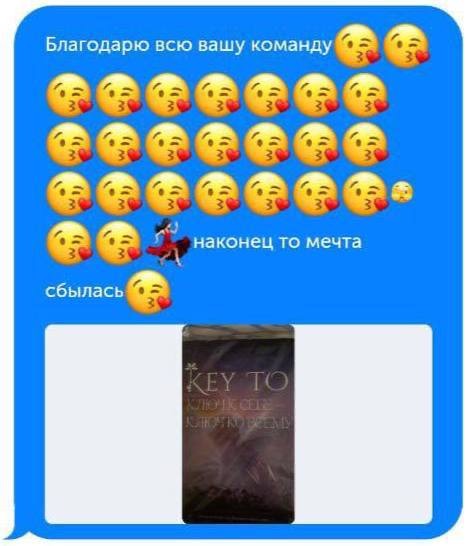 Благодарю всю вашу команду😘😘
😘😘😘😘😘😘😘
😘😘😘😘😘😘😘
😘😘😘😘😘😘😘🫣
😘😘💃наконец то мечта
сбылась😘
KEY TO
КЛЮЧ К СЕБЕ –
КЛЮЧ КО ВСЕМУ